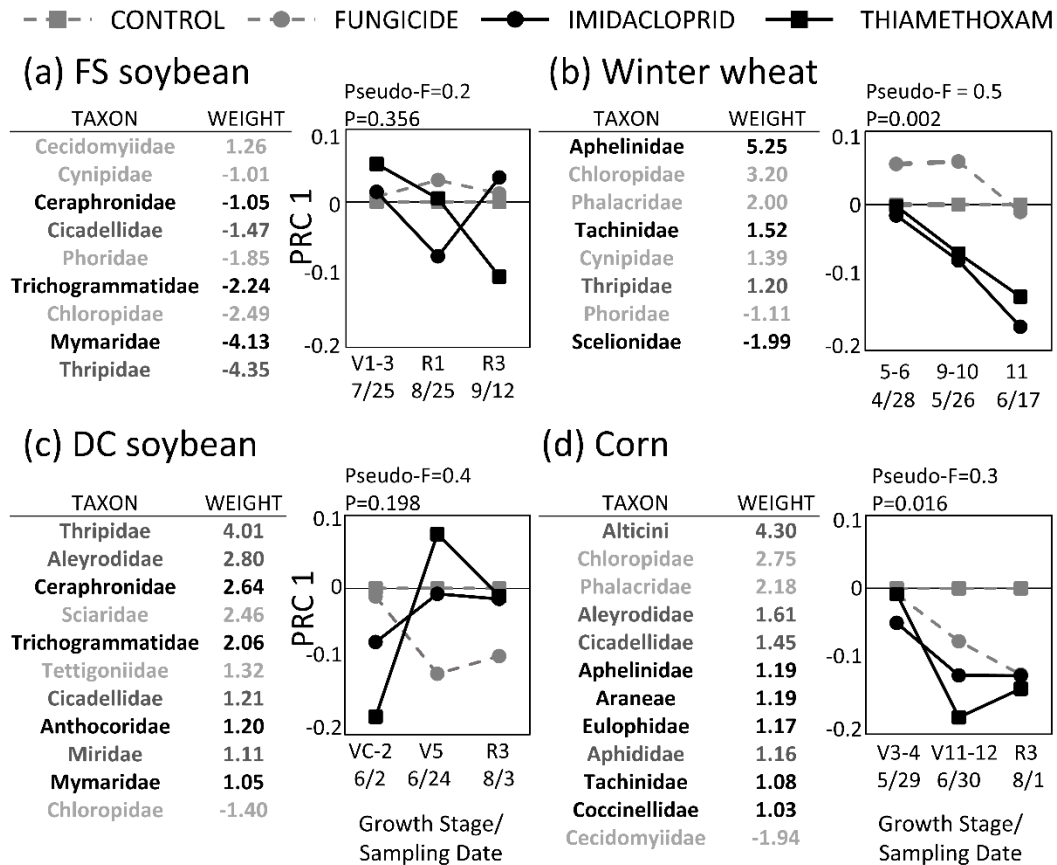 CONTROL FUNGICIDE IMIDACLOPRID THIAMETHOXAM
(a) FS soybean
Pseudo-F=0.2
P=0.356
TAXON WEIGHT
Cecidomyiidae 1.26
Cynipidae -1.01
Ceraphronidae -1.05
Cicadellidae -1.47
Phoridae -1.85
Trichogrammatidae -2.24
Chloropidae -2.49
Mymaridae -4.13
Thripidae -4.35
PRC 1
0.1
0
-0.1
-0.2
V1-3 R1 R3
7/25 8/25 9/12
(b) Winter wheat
Pseudo-F = 0.5
P=0.002
TAXON WEIGHT
Aphelinidae 5.25
Chloropidae 3.20
Phalacridae 2.00
Tachinidae 1.52
Cynipidae 1.39
Thripidae 1.20
Phoridae -1.11
Scelionidae -1.99
0.1
0
-0.1
-0.2
5-6 9-10 11
4/28 5/26 6/17
(c) DC soybean
Pseudo-F=0.4
P=0.198
TAXON WEIGHT
Thripidae 4.01
Aleyrodidae 2.80
Ceraphronidae 2.64
Sciaridae 2.46
Trichogrammatidae 2.06
Tettigoniidae 1.32
Cicadellidae 1.21
Anthocoridae 1.20
Miridae 1.11
Mymaridae 1.05
Chloropidae -1.40
PRC 1
0.1
0
-0.1
-0.2
VC-2 V5 R3
6/2 6/24 8/3
Growth Stage/
Sampling Date
(d) Corn
Pseudo-F=0.3
P=0.016
TAXON WEIGHT
Alticini 4.30
Chloropidae 2.75
Phalacridae 2.18
Aleyrodidae 1.61
Cicadellidae 1.45
Aphelinidae 1.19
Araneae 1.19
Eulophidae 1.17
Aphididae 1.16
Tachinidae 1.08
Coccinellidae 1.03
Cecidomyiidae -1.94
0.1
0
-0.1
-0.2
V3-4 V11-12 R3
5/29 6/30 8/1
Growth Stage/
Sampling Date